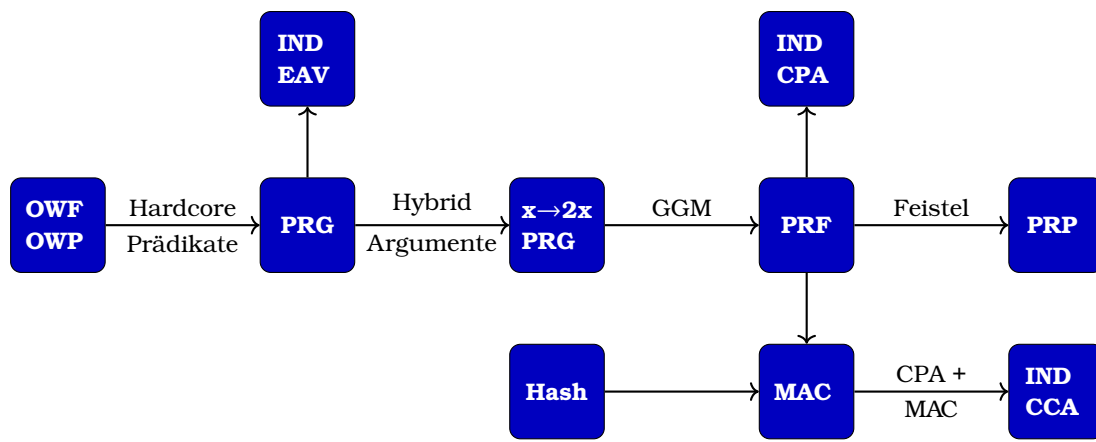 IND
EAV
IND
CPA
OWF
OWP
Hardcore
Prädikate
PRG
Hybrid
Argumente
x→2x
PRG
GGM
PRF
Feistel
PRP
Hash
MAC
CPA +
MAC
IND
CCA